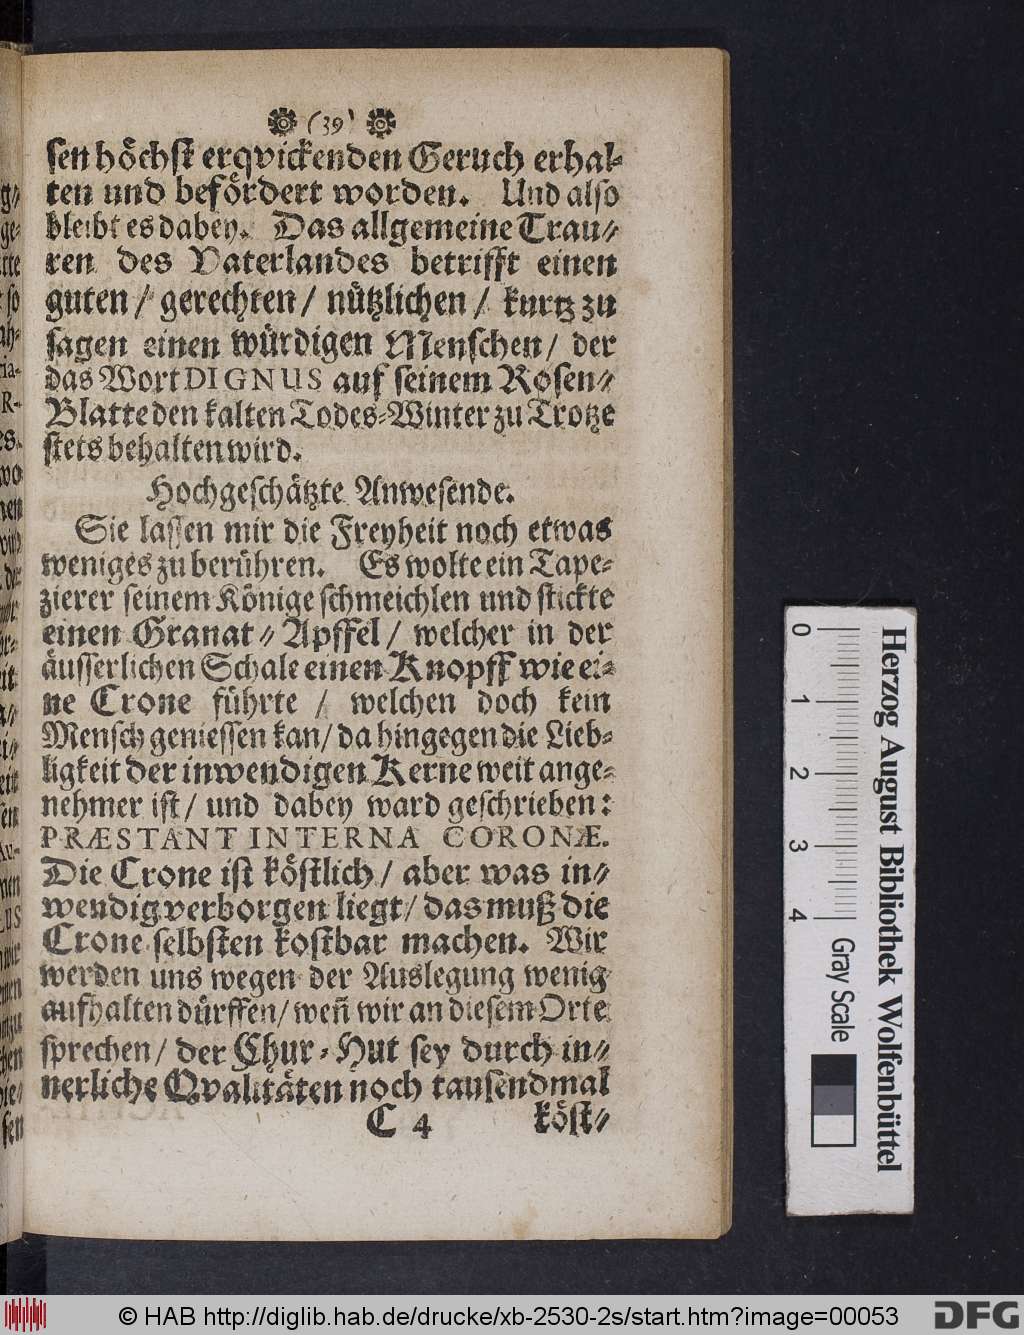 (39)
sen höchst erqvickenden Geruch erhal-
ten und befördert worden. Und also
bleibt es dabey. Das allgemeine Trau-
ren des Vaterlandes betrifft einen
guten / gerechten / nützlichen / kurtz zu
sagen einen würdigen Menschen / der
das Wort DIGNUS auf seinem Rosen-
Blatte den kalten Todes-Winter zu Trotze
stets behalten wird.
Hochgeschätzte Anwesende.
Sie lassen mir die Freyheit noch etwas
weniges zu berühren. Es wolte ein Tape-
zierer seinem Könige schmeichlen und stickte
einen Granat-Apffel / welcher in der
äusserlichen Schale einen Knopff wie ei-
ne Crone führte / welchen doch kein
Mensch geniessen kan / da hingegen die Lieb-
ligkeit der inwendigen Kerne weit ange-
nehmer ist / und dabey ward geschrieben:
PRÆSTANT INTERNA CORONÆ.
Die Crone ist köstlich / aber was in-
wendig verborgen liegt / das muß die
Crone selbsten kostbar machen. Wir
werden uns wegen der Auslegung wenig
aufhalten dürffen / weñ wir an diesem Orte
sprechen / der Chur-Hut sey durch in-
nerliche Qvalitäten noch tausendmal
C 4 köst-
0 1 2 3 4
Gray Scale
Herzog August Bibliothek Wolfenbüttel
© HAB http://diglib.hab.de/drucke/xb-2530-2s/start.htm?image=00053
DFG